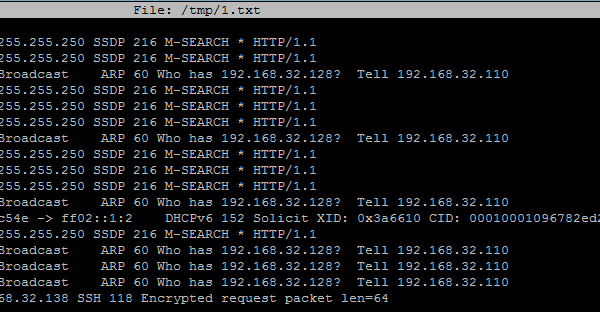 File: /tmp/1.txt
255.255.250 SSDP 216 M-SEARCH * HTTP/1.1
255.255.250 SSDP 216 M-SEARCH * HTTP/1.1
Broadcast    ARP 60 Who has 192.168.32.128?  Tell 192.168.32.110
255.255.250 SSDP 216 M-SEARCH * HTTP/1.1
255.255.250 SSDP 216 M-SEARCH * HTTP/1.1
255.255.250 SSDP 216 M-SEARCH * HTTP/1.1
Broadcast    ARP 60 Who has 192.168.32.128?  Tell 192.168.32.110
255.255.250 SSDP 216 M-SEARCH * HTTP/1.1
255.255.250 SSDP 216 M-SEARCH * HTTP/1.1
255.255.250 SSDP 216 M-SEARCH * HTTP/1.1
Broadcast    ARP 60 Who has 192.168.32.128?  Tell 192.168.32.110
c54e -> ff02::1:2    DHCPv6 152 Solicit XID: 0x3a6610 CID: 00010001096782ed2
255.255.250 SSDP 216 M-SEARCH * HTTP/1.1
Broadcast    ARP 60 Who has 192.168.32.128?  Tell 192.168.32.110
Broadcast    ARP 60 Who has 192.168.32.128?  Tell 192.168.32.110
Broadcast    ARP 60 Who has 192.168.32.128?  Tell 192.168.32.110
68.32.138 SSH 118 Encrypted request packet len=64